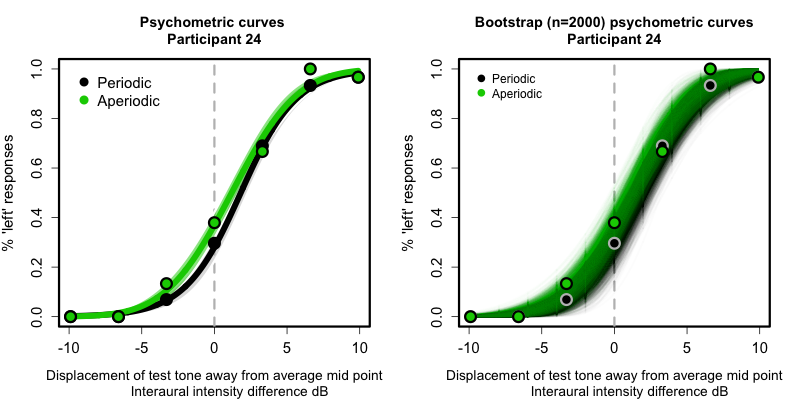 Psychometric curves
Participant 24
% 'left' responses
1.0
0.8
0.6
0.4
0.2
0.0
Periodic
Aperiodic
-10 -5 0 5 10
Displacement of test tone away from average mid point
Interaural intensity difference dB
Bootstrap (n=2000) psychometric curves
Participant 24
% 'left' responses
1.0
0.8
0.6
0.4
0.2
0.0
Periodic
Aperiodic
-10 -5 0 5 10
Displacement of test tone away from average mid point
Interaural intensity difference dB